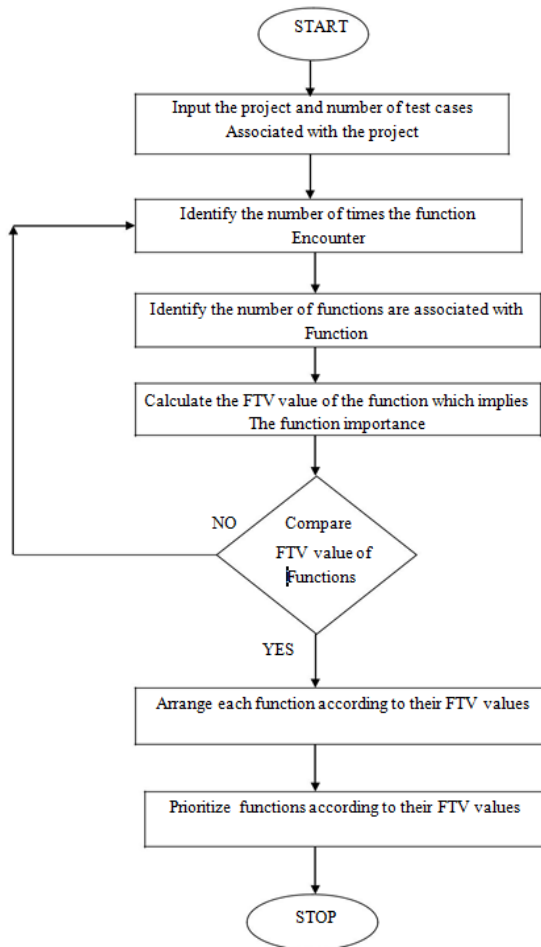 START
Input the project and number of test cases
Associated with the project
Identify the number of times the function
Encounter
Identify the number of functions are associated with
Function
Calculate the FTV value of the function which implies
The function importance
NO
Compare
FTV value of
Functions
YES
Arrange each function according to their FTV values
Prioritize functions according to their FTV values
STOP